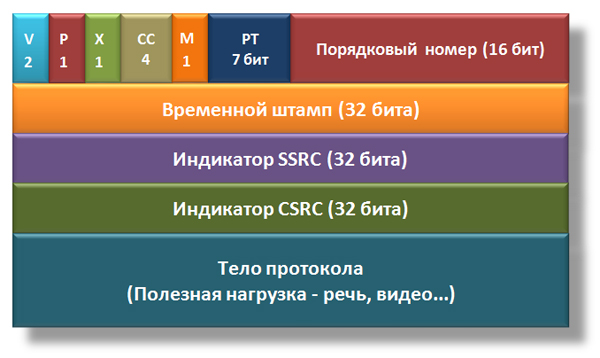 V P X CC M PT Порядковый номер (16 бит)
2 1 1 4 1 7 бит
Временной штамп (32 бита)
Индикатор SSRC (32 бита)
Индикатор CSRC (32 бита)
Тело протокола
(Полезная нагрузка - речь, видео...)